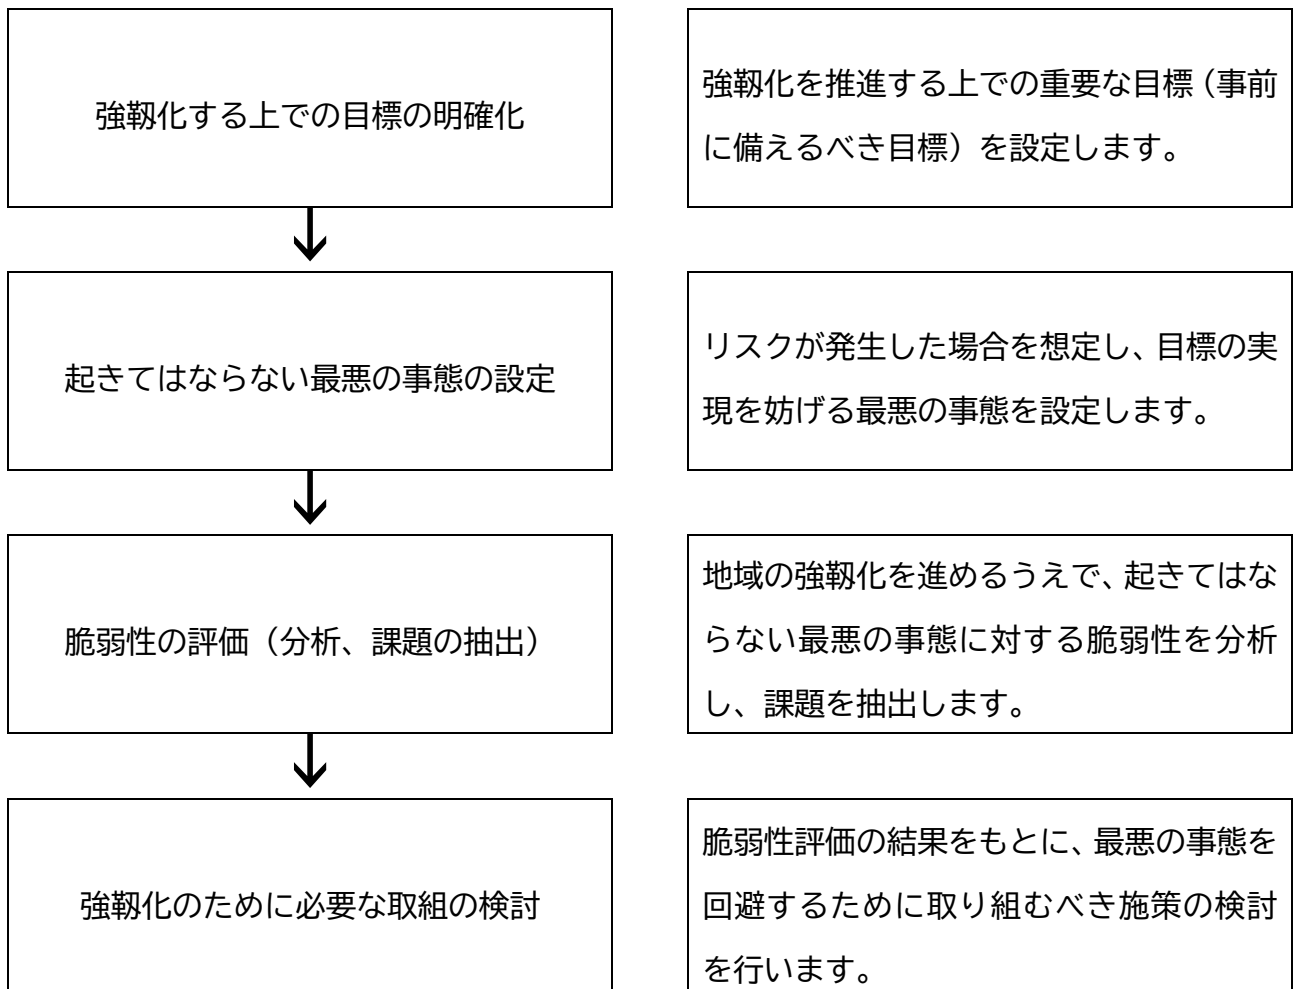 強靱化する上での目標の明確化
強靱化を推進する上での重要な目標（事前
に備えるべき目標）を設定します。
起きてはならない最悪の事態の設定
リスクが発生した場合を想定し、目標の実
現を妨げる最悪の事態を設定します。
脆弱性の評価（分析、課題の抽出）
地域の強靱化を進めるうえで、起きてはな
らない最悪の事態に対する脆弱性を分析
し、課題を抽出します。
強靱化のために必要な取組の検討
脆弱性評価の結果をもとに、最悪の事態を
回避するために取り組むべき施策の検討
を行います。